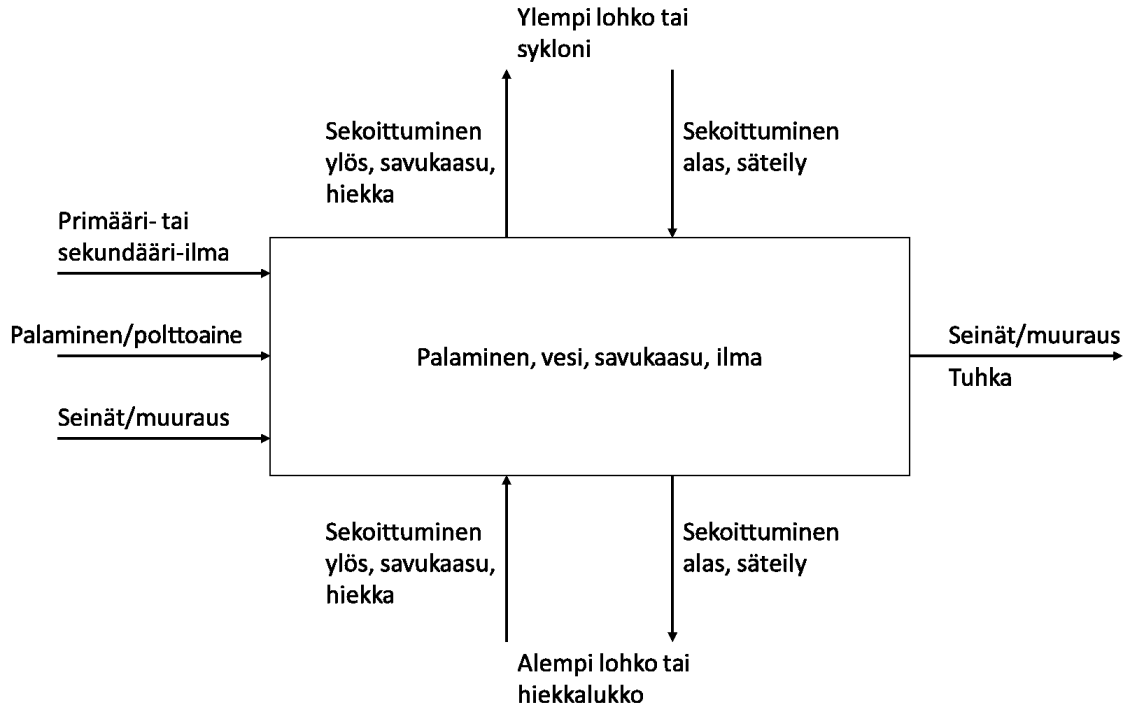 Ylempi lohko tai
sykloni
Sekoittuminen
ylös, savukaasu,
hiekka
Sekoittuminen
alas, säteily
Primääri- tai
sekundääri-ilma
Palaminen/polttoaine
Seinät/muuraus
Palaminen, vesi, savukaasu, ilma
Seinät/muuraus
Tuhka
Sekoittuminen
ylös, savukaasu,
hiekka
Sekoittuminen
alas, säteily
Alempi lohko tai
hiekkalukko